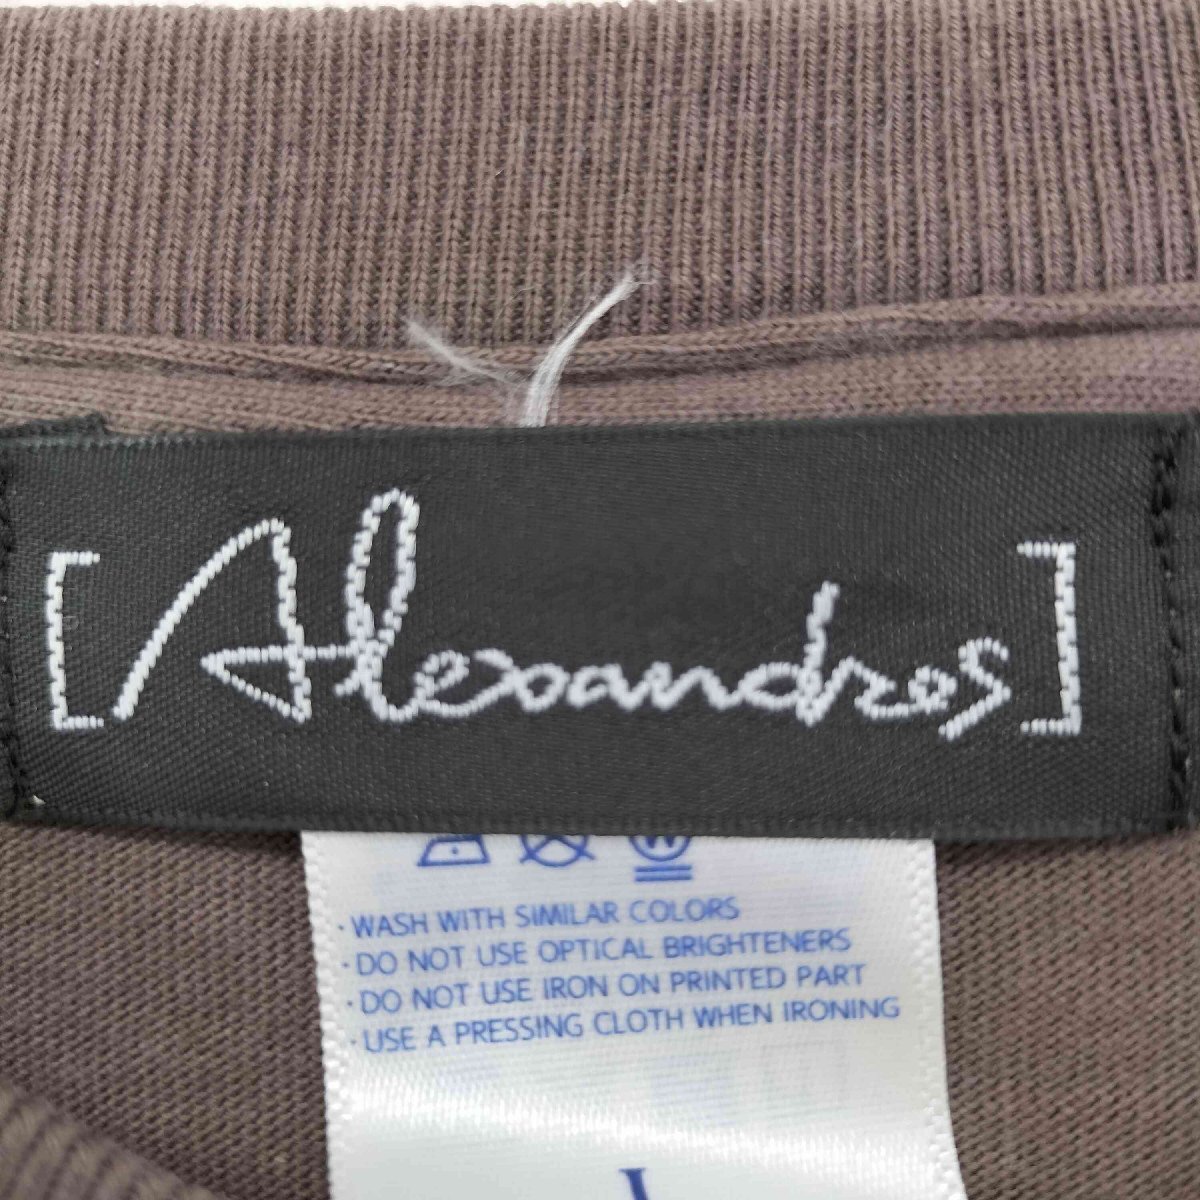 [Alexandros]
W
· WASH WITH SIMILAR COLORS
· DO NOT USE OPTICAL BRIGHTENERS
· DO NOT USE IRON ON PRINTED PART
· USE A PRESSING CLOTH WHEN IRONING